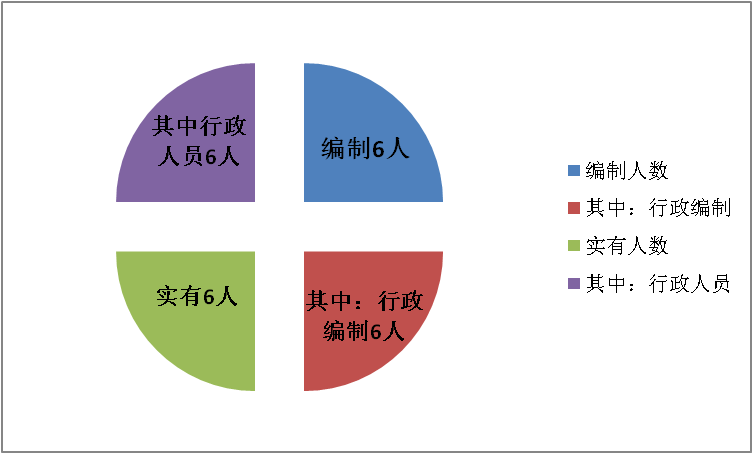 其中行政
人员6人
编制6人
实有6人
其中：行政
编制6人
编制人数
其中：行政编制
实有人数
其中：行政人员